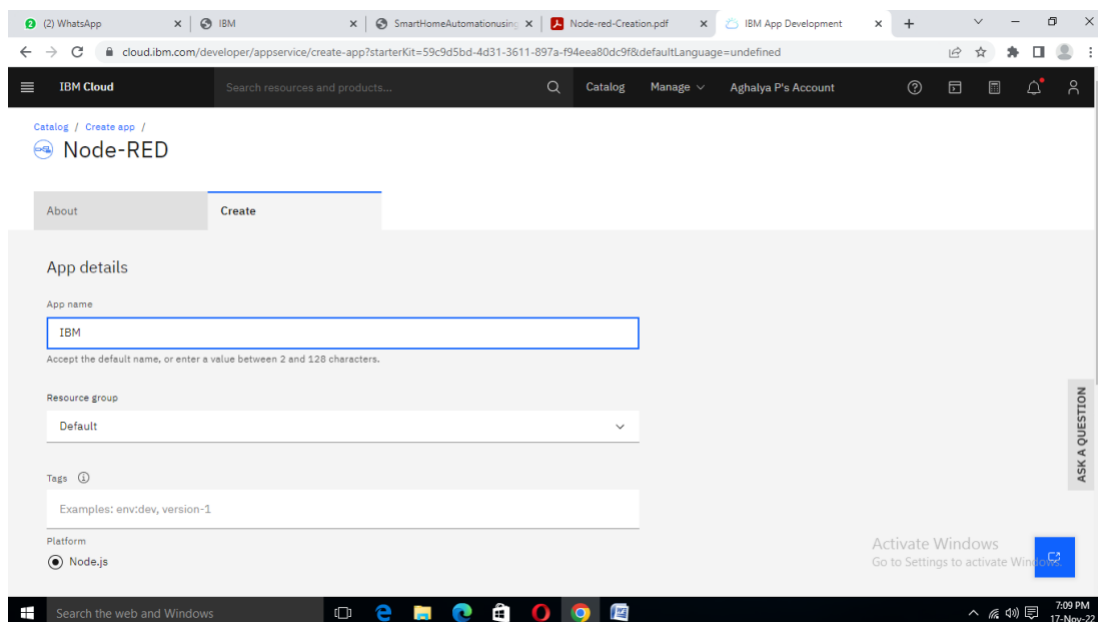 2 (2) WhatsApp
IBM
SmartHomeAutomationusing
Node-red-Creation.pdf
IBM App Development
cloud.ibm.com/developer/appservice/create-app?starterKit=59c9d5bd-4d31-3611-897a-f94eea80dc9f&defaultLanguage=undefined
IBM Cloud
Search resources and products...
Catalog
Manage
Aghalya P's Account
Catalog / Create app /
Node-RED
About
Create
App details
App name
IBM
Accept the default name, or enter a value between 2 and 128 characters.
Resource group
Default
ASK A QUESTION
Tags
Examples: env:dev, version-1
Platform
Node.js
Activate Windows
Go to Settings to activate Windows.
Search the web and Windows
7:09 PM
17-Nov-22